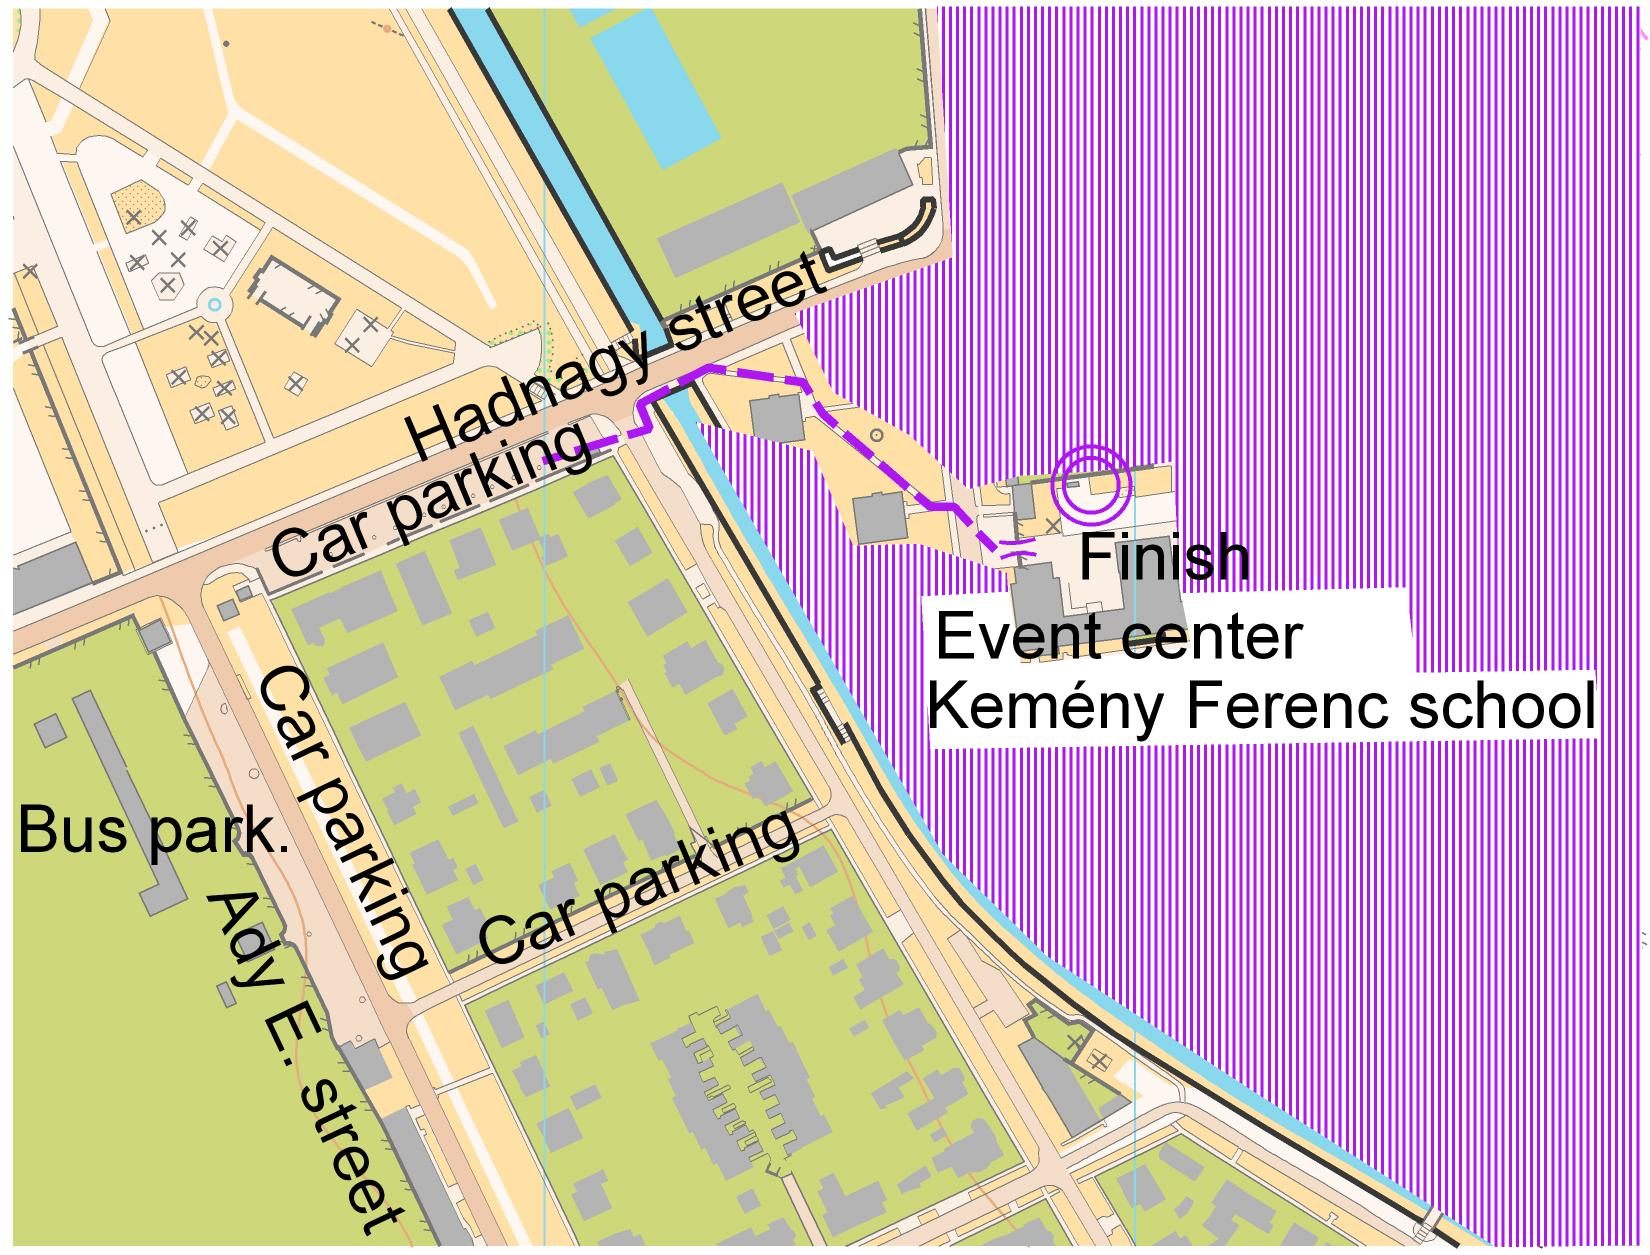 Hadnagy street
Car parking
Finish
Event center
Kemény Ferenc school
Car parking
Bus park.
Car parking
Ady E. street